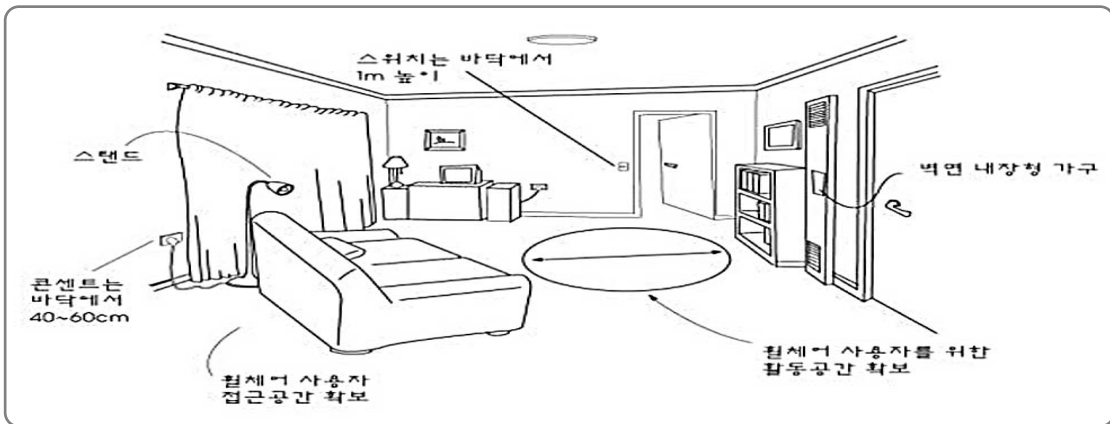 스위치는 바닥에서
1m 높이
스탠드
벽면 내장형 가구
콘센트는
바닥에서
40~60cm
휠체어 사용자를 위한
활동공간 확보
휠체어 사용자
접근공간 확보